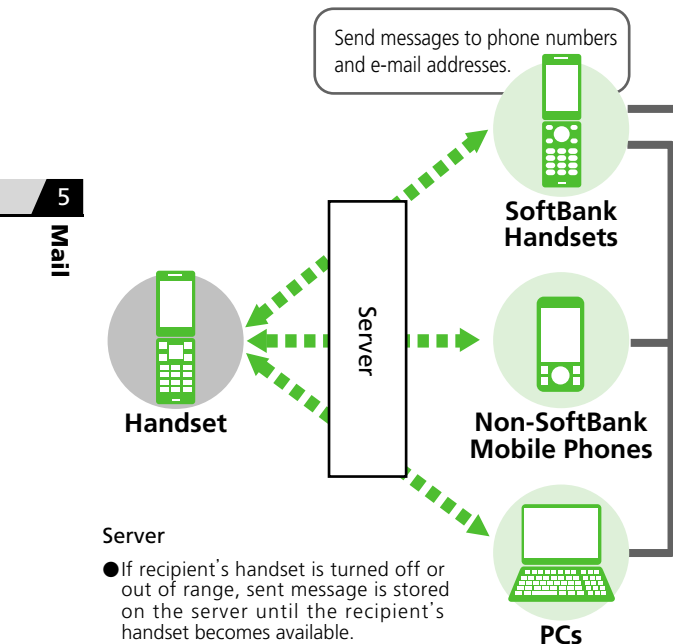 Send messages to phone numbers
and e-mail addresses.
5
Mail
SoftBank
Handsets
Server
Handset
Non-SoftBank
Mobile Phones
Server
●If recipient's handset is turned off or
out of range, sent message is stored
on the server until the recipient's
handset becomes available.
PCs